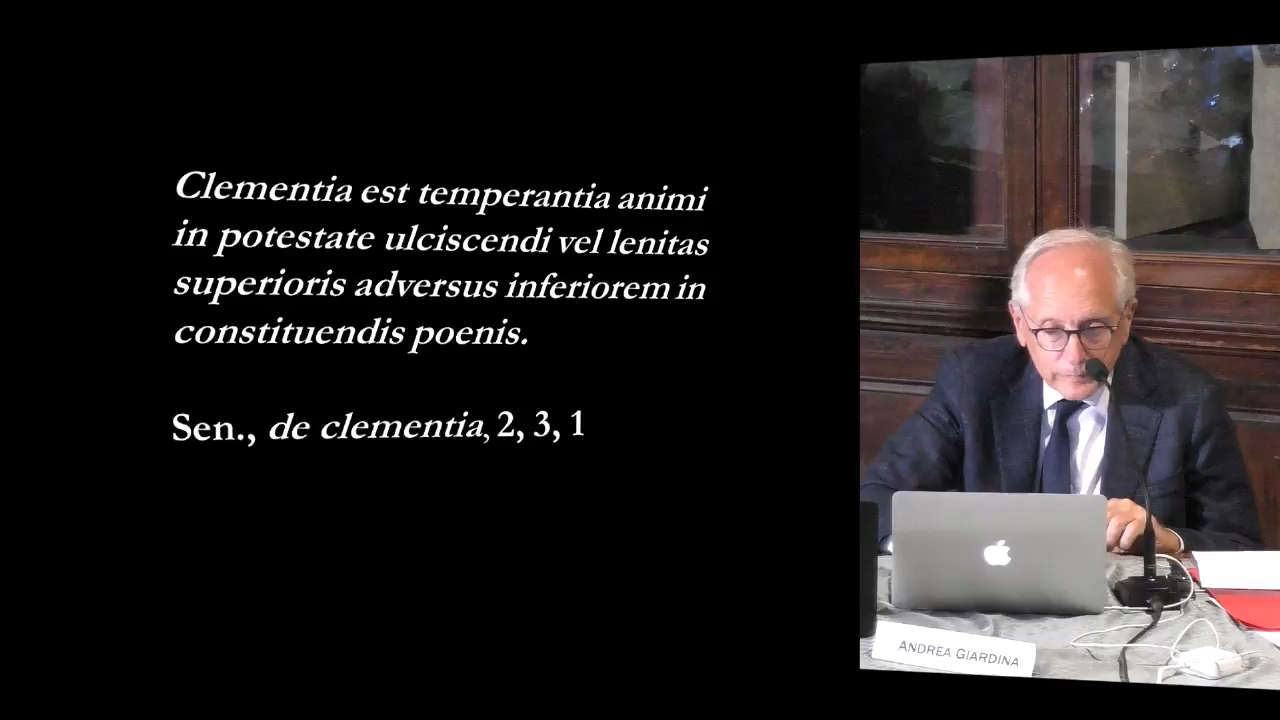 Clementia est temperantia animi
in potestate ulciscendi vel lenitas
superioris adversus inferiorem in
constituendis poenis.
Sen., de clementia, 2, 3, 1
ANDREA GIARDINA